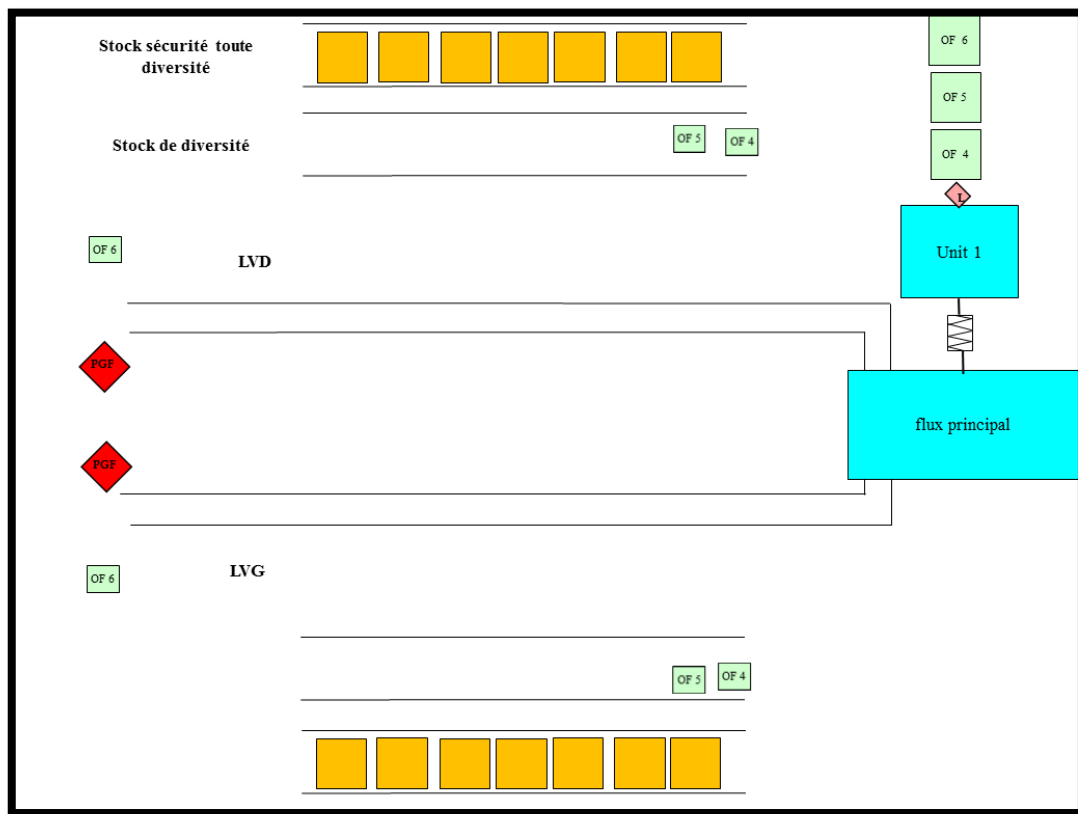 Stock sécurité toute
diversité
OF 6
OF 5
Stock de diversité
OF 5
OF 4
OF 4
L
OF 6
LVD
Unit 1
PGF
flux principal
PGF
OF 6
LVG
OF 5
OF 4